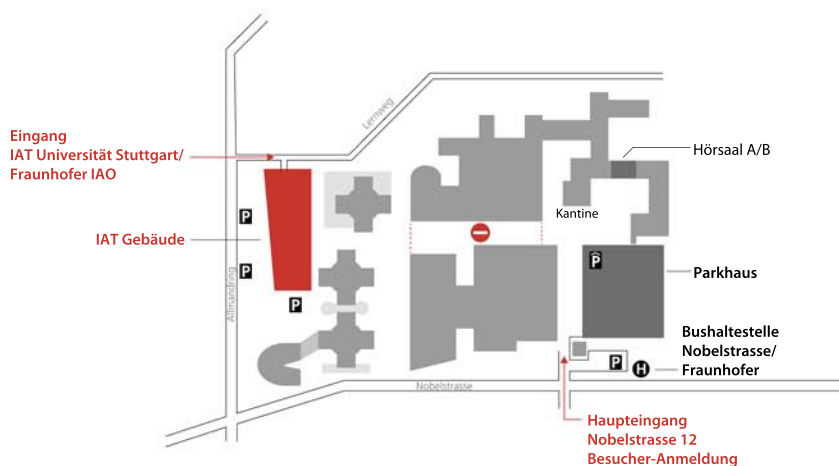 Lernweg
Eingang
IAT Universität Stuttgart/
Fraunhofer IAO
Hörsaal A/B
Kantine
P
IAT Gebäude
P
P
Parkhaus
P
Allmandring
Bushaltestelle
Nobelstrasse/
Fraunhofer
P
H
Nobelstrasse
Haupteingang
Nobelstrasse 12
Besucher-Anmeldung